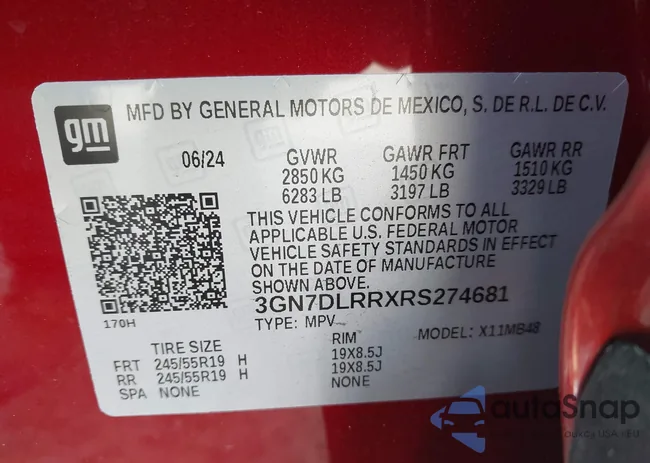 gm
MFD BY GENERAL MOTORS DE MEXICO, S. DE R.L. DE C.V.
06/24 GVWR GAWR FRT GAWR RR
2850 KG 1450 KG 1510 KG
6283 LB 3197 LB 3329 LB
THIS VEHICLE CONFORMS TO ALL
APPLICABLE U.S. FEDERAL MOTOR
VEHICLE SAFETY STANDARDS IN EFFECT
ON THE DATE OF MANUFACTURE
SHOWN ABOVE.
3GN7DLRRXRS274681
170H
TYPE: MPV MODEL: X11MB48
TIRE SIZE RIM
FRT 245/55R19 H 19X8.5J
RR 245/55R19 H 19X8.5J
SPA NONE NONE
autoSnap